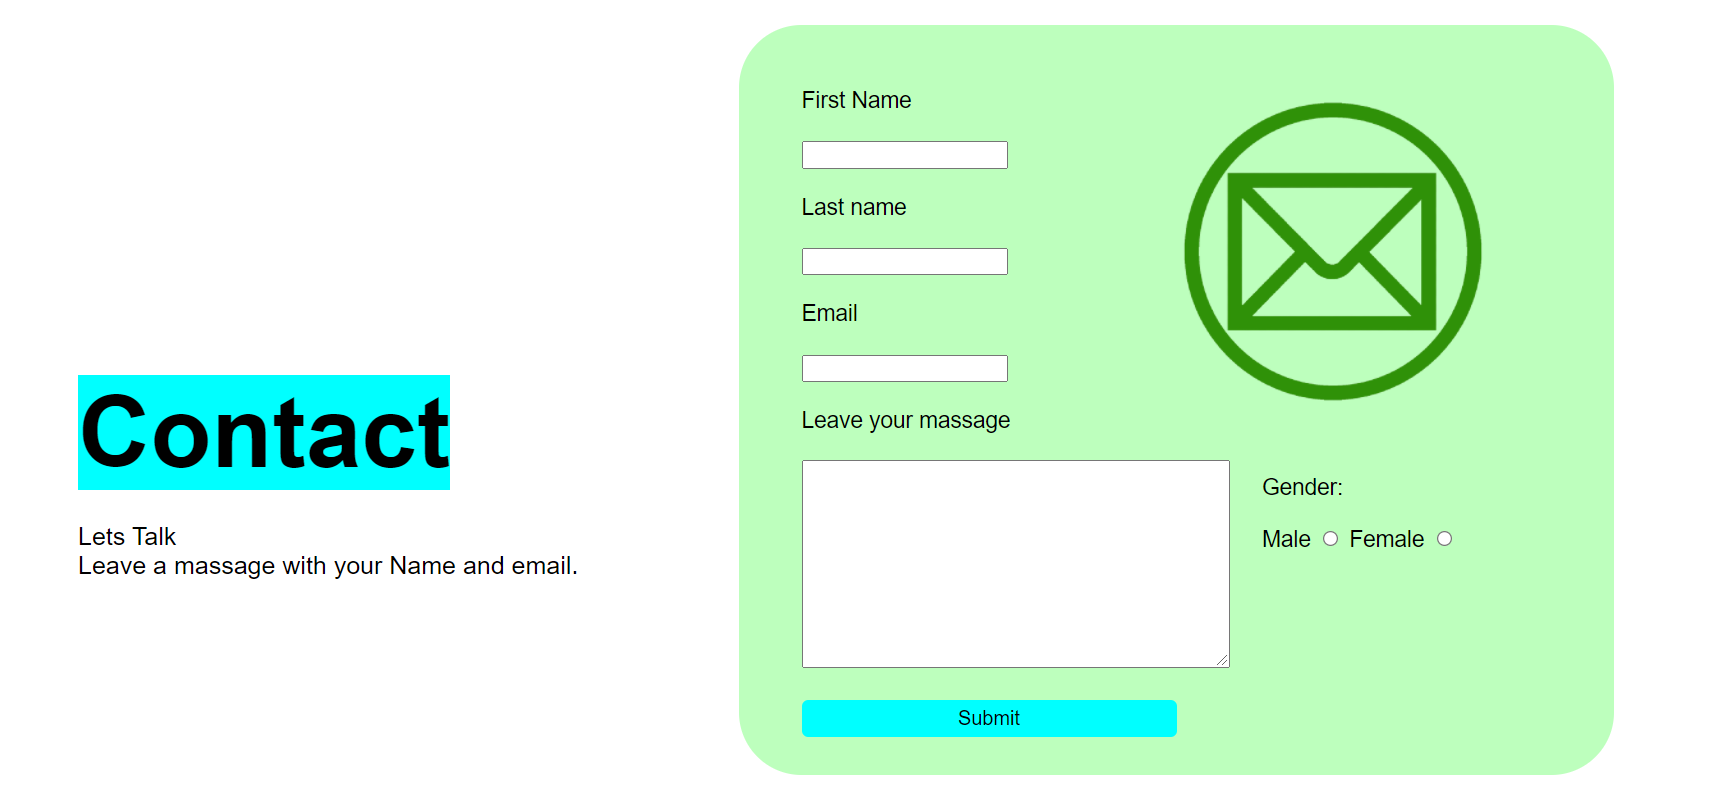 Contact
Lets Talk
Leave a massage with your Name and email.
First Name
Last name
Email
Leave your massage
Gender:
Male Female
Submit